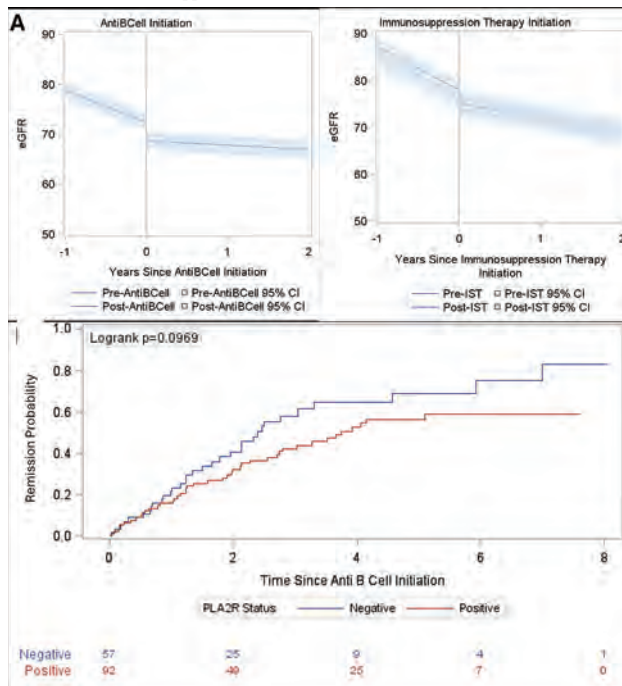 A
AntiBCell Initiation
Immunosuppression Therapy Initiation
90
80
70
60
50
eGFR
-1 0 1 2
Years Since AntiBCell Initiation
Pre-AntiBCell Pre-AntiBCell 95% CI
Post-AntiBCell Post-AntiBCell 95% CI
90
80
70
60
50
eGFR
-1 0 1 2
Years Since Immunosuppression Therapy
Initiation
Pre-IST Pre-IST 95% CI
Post-IST Post-IST 95% CI
Logrank p=0.0969
1.0
0.8
0.6
0.4
0.2
0.0
Remission Probability
0 2 4 6 8
Time Since Anti B Cell Initiation
PLA2R Status Negative Positive
Negative 57 25 9 4 1
Positive 92 49 25 7 0